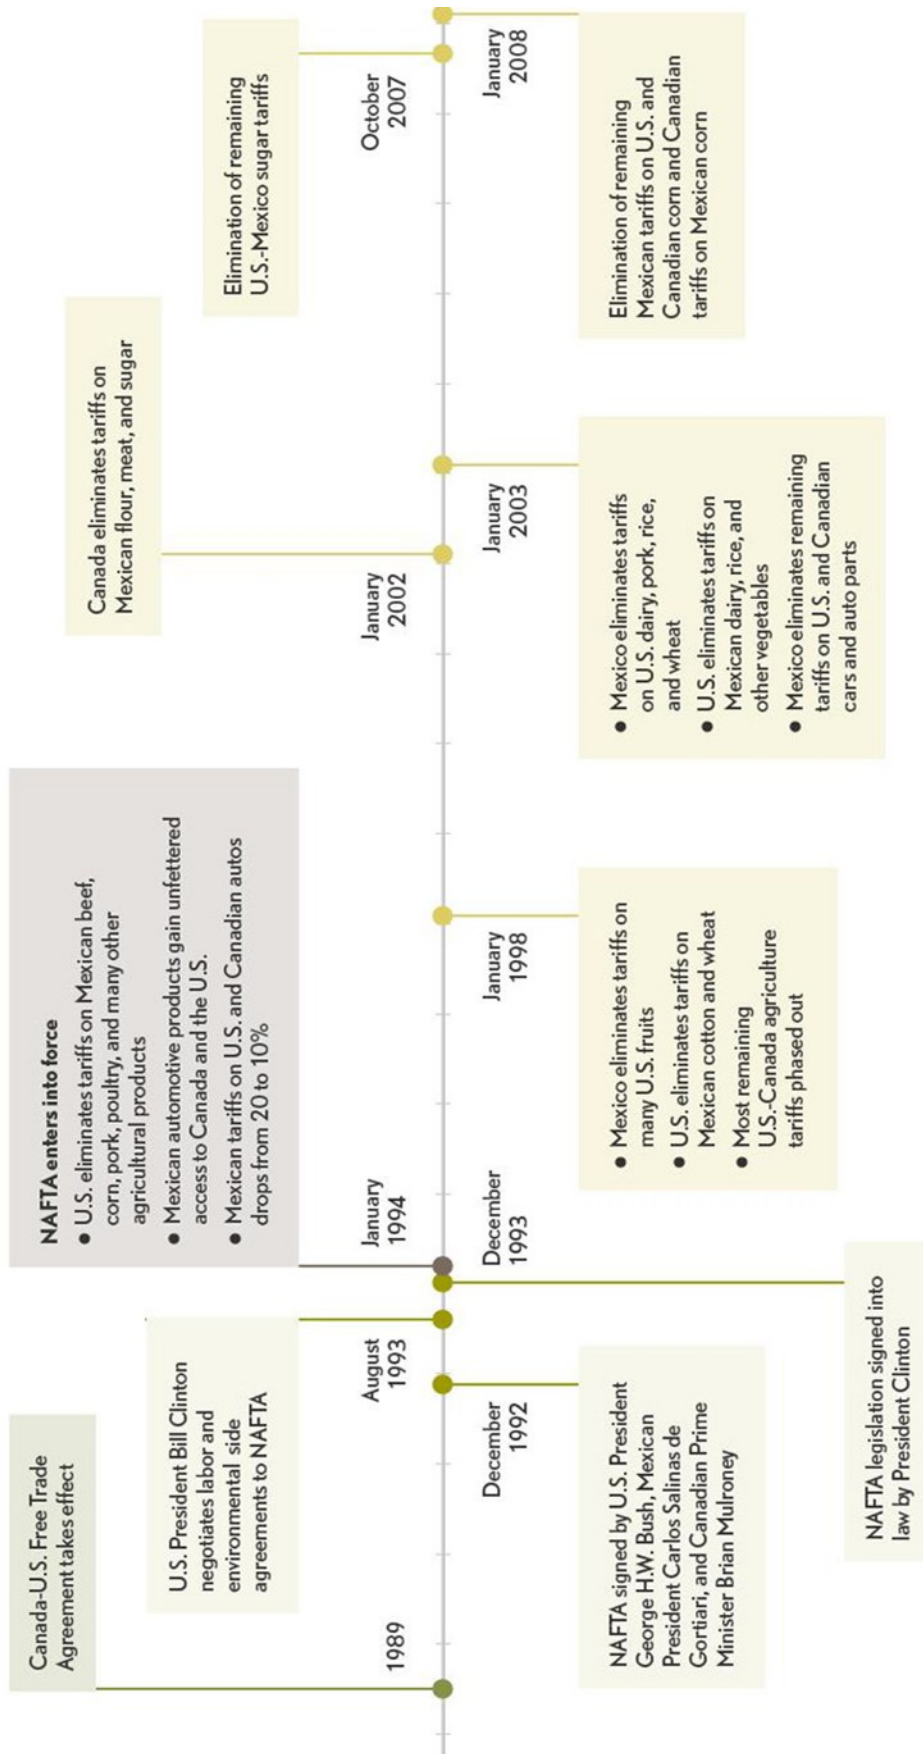 Canada-U.S. Free Trade
Agreement takes effect
1989
NAFTA signed by U.S. President
George H.W. Bush, Mexican
President Carlos Salinas de
Gortiari, and Canadian Prime
Minister Brian Mulroney
December
1992
U.S. President Bill Clinton
negotiates labor and
environmental side
agreements to NAFTA
August
1993
NAFTA legislation signed into
law by President Clinton
December
1993
NAFTA enters into force
● U.S. eliminates tariffs on Mexican beef,
corn, pork, poultry, and many other
agricultural products
● Mexican automotive products gain unfettered
access to Canada and the U.S.
● Mexican tariffs on U.S. and Canadian autos
drops from 20 to 10%
January
1994
January
1998
● Mexico eliminates tariffs on
many U.S. fruits
● U.S. eliminates tariffs on
Mexican cotton and wheat
● Most remaining
U.S.-Canada agriculture
tariffs phased out
Canada eliminates tariffs on
Mexican flour, meat, and sugar
January
2002
January
2003
● Mexico eliminates tariffs
on U.S. dairy, pork, rice,
and wheat
● U.S. eliminates tariffs on
Mexican dairy, rice, and
other vegetables
● Mexico eliminates remaining
tariffs on U.S. and Canadian
cars and auto parts
Elimination of remaining
U.S.-Mexico sugar tariffs
October
2007
January
2008
Elimination of remaining
Mexican tariffs on U.S. and
Canadian corn and Canadian
tariffs on Mexican corn